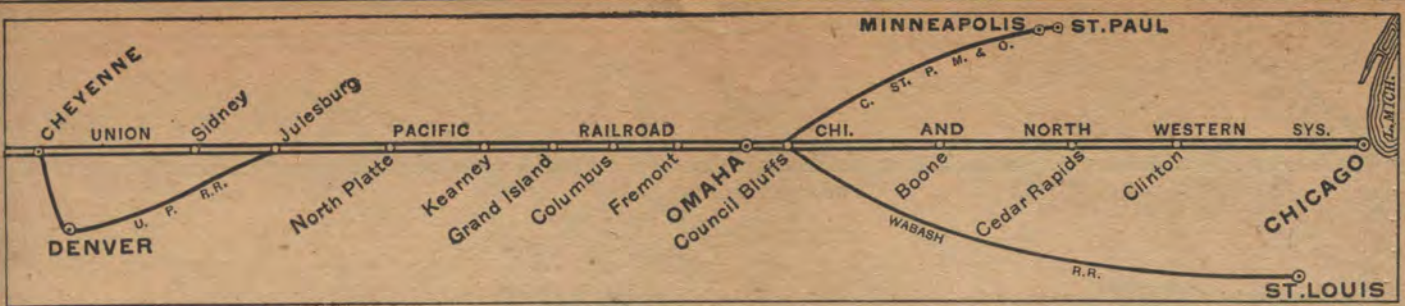 MINNEAPOLIS ST. PAUL
C. ST. P. M. & O.
L. MICH.
CHEYENNE
UNION PACIFIC RAILROAD
CHI. AND NORTH WESTERN SYS.
Sidney
Julesburg
North Platte
Kearney
Grand Island
Columbus
Fremont
OMAHA
Council Bluffs
Boone
Cedar Rapids
Clinton
CHICAGO
U. P. R.R.
DENVER
WABASH R.R.
ST. LOUIS